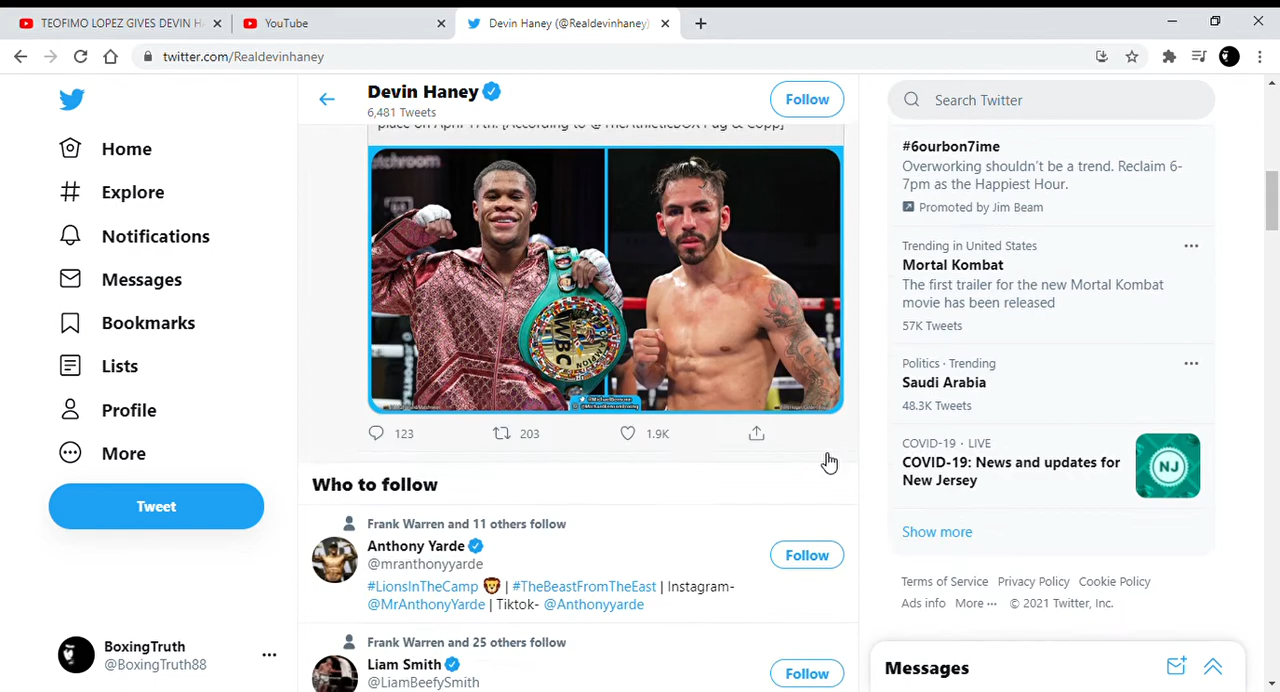 TEOFIMO LOPEZ GIVES DEVIN H
YouTube
Devin Haney (@Realdevinhaney)
twitter.com/Realdevinhaney
Home
Explore
Notifications
Messages
Bookmarks
Lists
Profile
More
Tweet
BoxingTruth
@BoxingTruth88
Devin Haney
6,481 Tweets
Follow
place on April 17th. [According to @TheAthleticBOX Pug & Copp]
WBC
123
203
1.9K
Who to follow
Frank Warren and 11 others follow
Anthony Yarde
@mranthonyyarde
Follow
#LionsInTheCamp 🦁 | #TheBeastFromTheEast | Instagram-
@MrAnthonyYarde | Tiktok- @Anthonyyarde
Frank Warren and 25 others follow
Liam Smith
@LiamBeefySmith
Follow
Search Twitter
#6ourbon7ime
Overworking shouldn't be a trend. Reclaim 6-
7pm as the Happiest Hour.
Promoted by Jim Beam
Trending in United States
Mortal Kombat
The first trailer for the new Mortal Kombat
movie has been released
57K Tweets
Politics · Trending
Saudi Arabia
48.3K Tweets
COVID-19 · LIVE
COVID-19: News and updates for
New Jersey
NJ
Show more
Terms of Service Privacy Policy Cookie Policy
Ads info More ··· © 2021 Twitter, Inc.
Messages